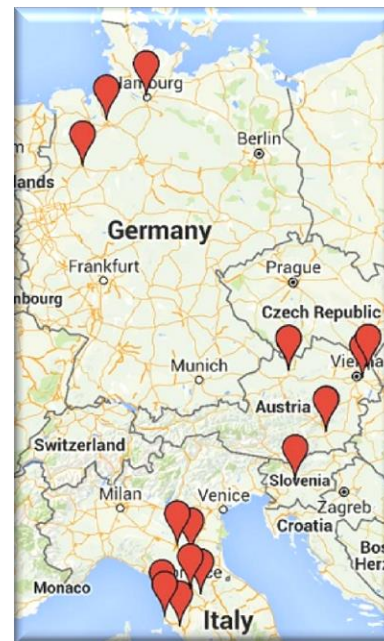 Hamburg
Berlin
lands
Germany
Frankfurt
Prague
nbourg
Czech Republic
Munich
Vienna
Austria
Switzerland
Slovenia
Milan
Venice
Zagreb
Croatia
Bos
Herz
Monaco
Italy